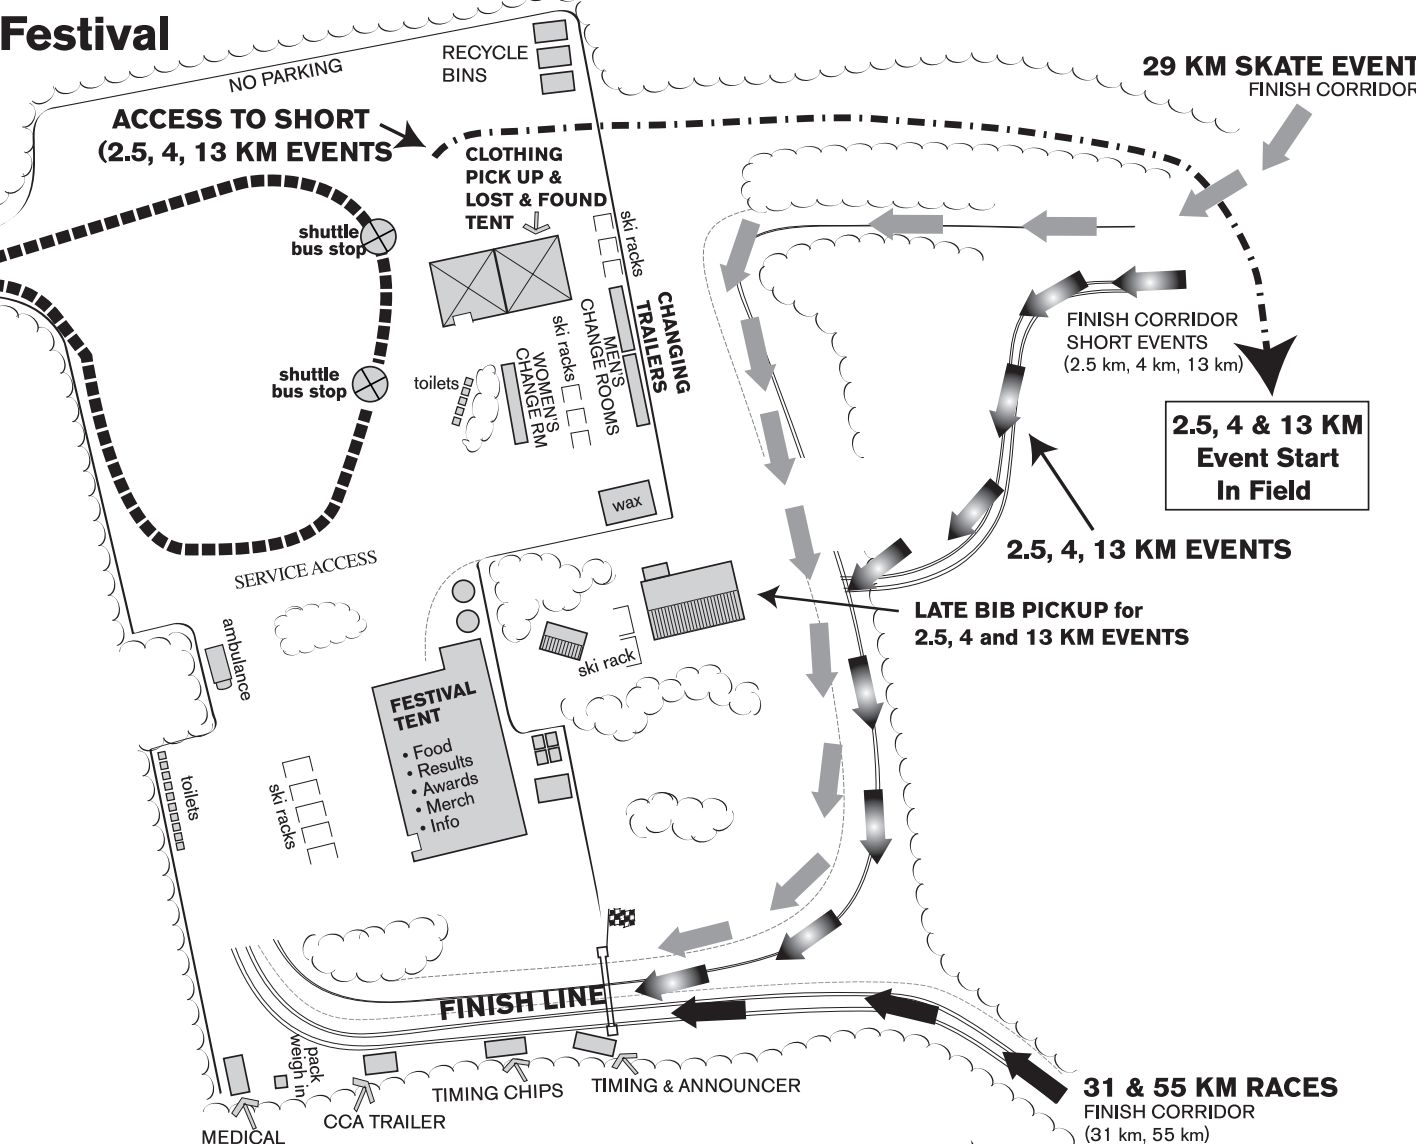 Festival
NO PARKING
RECYCLE
BINS
29 KM SKATE EVENT
FINISH CORRIDOR
ACCESS TO SHORT
(2.5, 4, 13 KM EVENTS
CLOTHING
PICK UP &
LOST & FOUND
TENT
ski racks
shuttle
bus stop
CHANGING
TRAILERS
MEN'S
CHANGE ROOMS
ski racks
WOMEN'S
CHANGE RM
toilets
shuttle
bus stop
FINISH CORRIDOR
SHORT EVENTS
(2.5 km, 4 km, 13 km)
2.5, 4 & 13 KM
Event Start
In Field
wax
2.5, 4, 13 KM EVENTS
SERVICE ACCESS
LATE BIB PICKUP for
2.5, 4 and 13 KM EVENTS
ambulance
ski rack
FESTIVAL
TENT
• Food
• Results
• Awards
• Merch
• Info
toilets
ski racks
FINISH LINE
pack
weigh in
TIMING CHIPS
TIMING & ANNOUNCER
CCA TRAILER
MEDICAL
31 & 55 KM RACES
FINISH CORRIDOR
(31 km, 55 km)